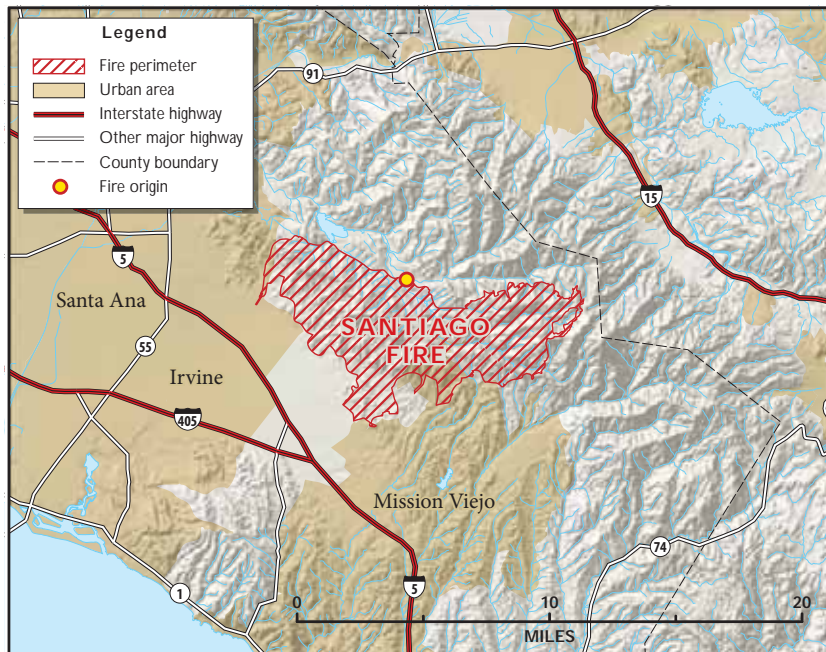 Legend
Fire perimeter
Urban area
Interstate highway
Other major highway
County boundary
Fire origin
91
15
5
Santa Ana
SANTIAGO
FIRE
55
Irvine
405
Mission Viejo
74
5
1
0 10 20
MILES